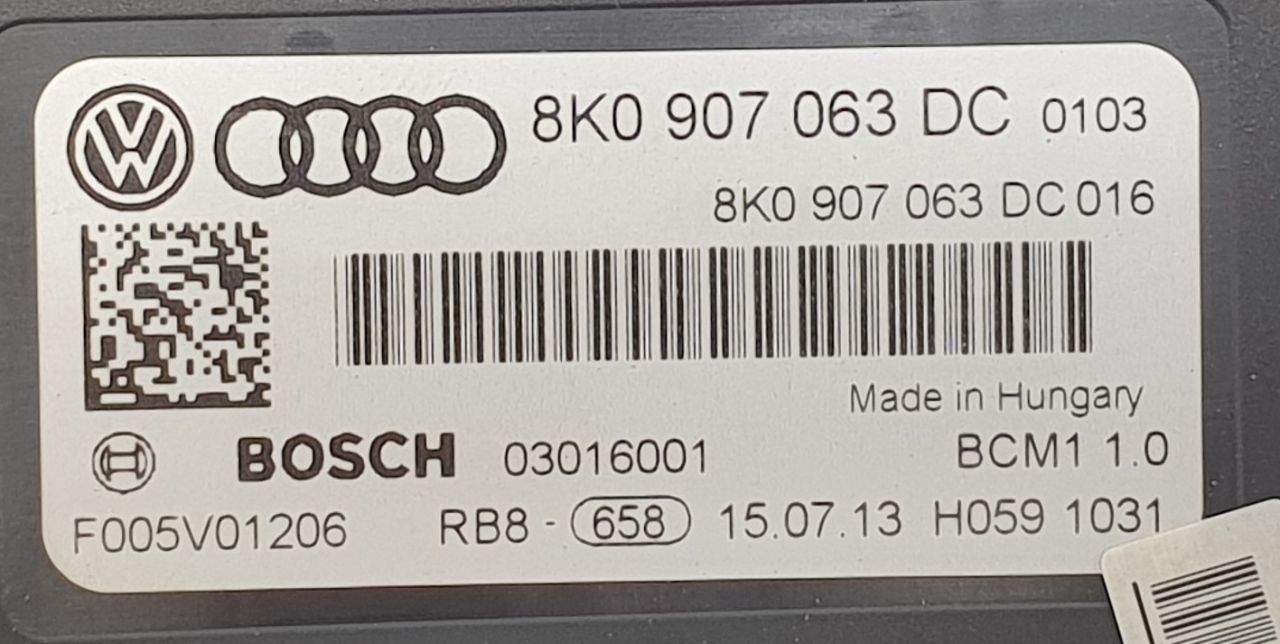 8K0 907 063 DC 0103
8K0 907 063 DC 016
Made in Hungary
BOSCH 03016001 BCM1 1.0
F005V01206 RB8 - 658 15.07.13 H059 1031